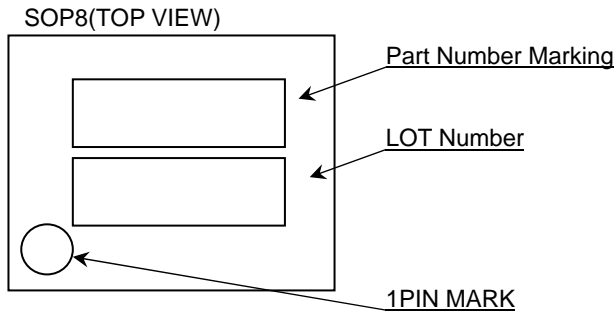 SOP8(TOP VIEW)
Part Number Marking
LOT Number
1PIN MARK